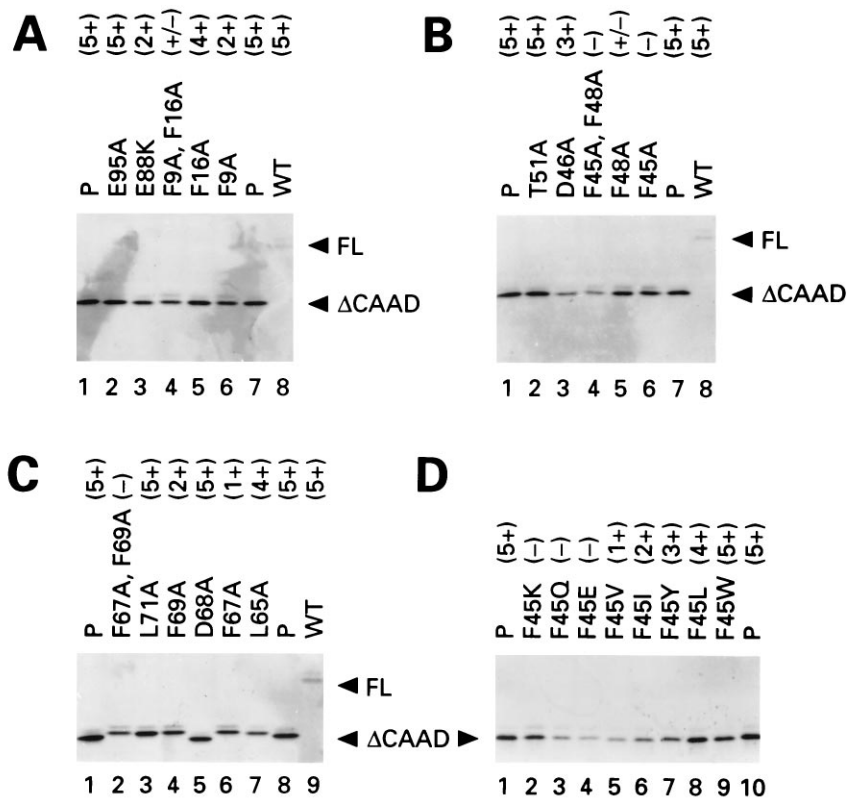 A
(5+) (5+) (2+) (+/–) (4+) (2+) (5+) (5+)
P E95A E88K F9A, F16A F16A F9A P WT
FL
ΔCAAD
1 2 3 4 5 6 7 8
B
(5+) (5+) (3+) (–) (+/–) (–) (5+) (5+)
P T51A D46A F45A, F48A F48A F45A P WT
FL
ΔCAAD
1 2 3 4 5 6 7 8
C
(5+) (–) (5+) (2+) (5+) (1+) (4+) (5+) (5+)
P F67A, F69A L71A F69A D68A F67A L65A P WT
FL
ΔCAAD
1 2 3 4 5 6 7 8 9
D
(5+) (–) (–) (–) (1+) (2+) (3+) (4+) (5+) (5+)
P F45K F45Q F45E F45V F45I F45Y F45L F45W P
1 2 3 4 5 6 7 8 9 10